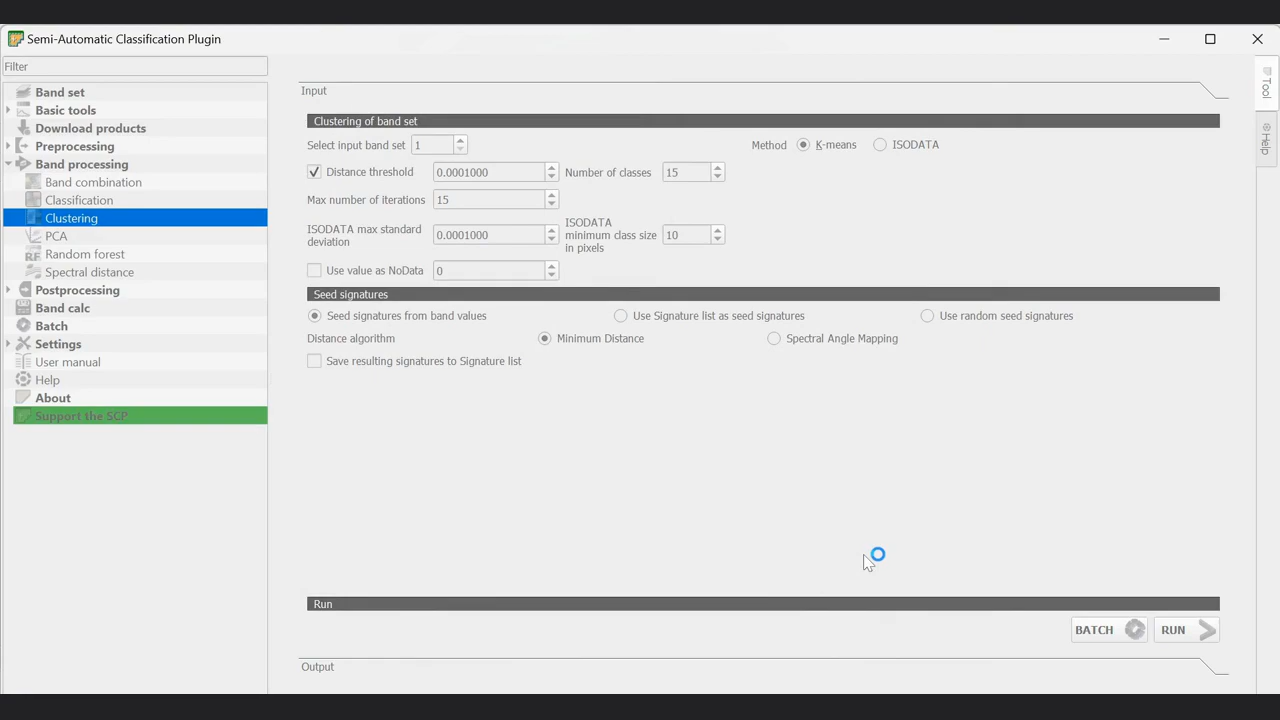 Semi-Automatic Classification Plugin
Filter
Band set
Basic tools
Download products
Preprocessing
Band processing
Band combination
Classification
Clustering
PCA
RF Random forest
Spectral distance
Postprocessing
Band calc
Batch
Settings
User manual
Help
About
Support the SCP
Input
Clustering of band set
Select input band set 1 Method K-means ISODATA
Distance threshold 0.0001000 Number of classes 15
Max number of iterations 15
ISODATA max standard deviation 0.0001000
ISODATA minimum class size in pixels 10
Use value as NoData 0
Seed signatures
Seed signatures from band values Use Signature list as seed signatures Use random seed signatures
Distance algorithm Minimum Distance Spectral Angle Mapping
Save resulting signatures to Signature list
Run
BATCH RUN
Output
Tool
Help